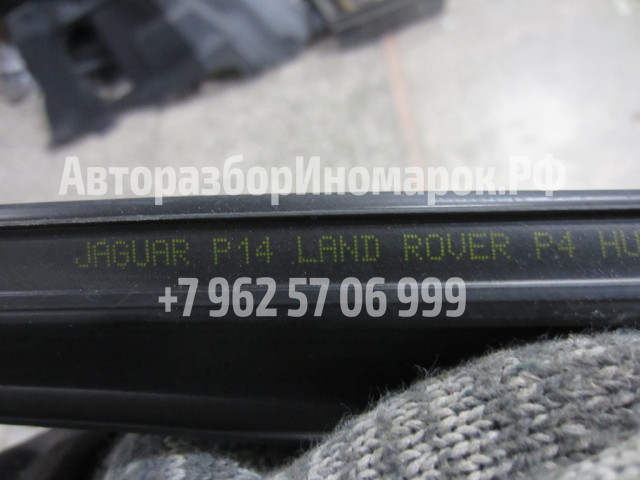 АвторазборИномарок.РФ
JAGUAR P14 LAND ROVER P4
+7 962 57 06 999